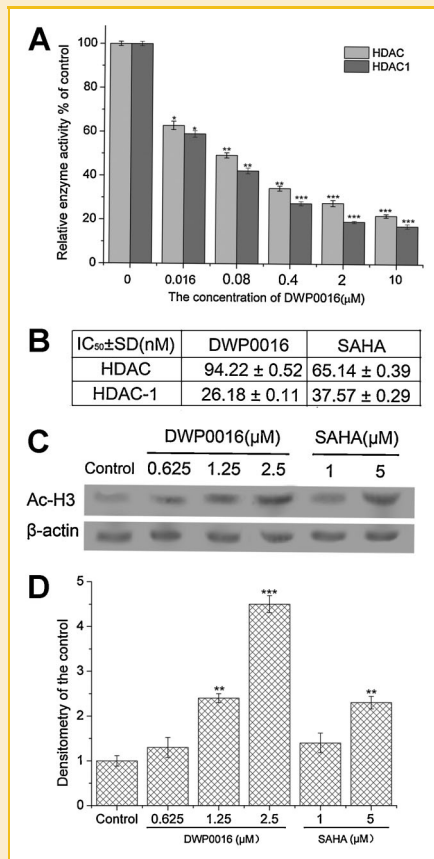 A
HDAC
HDAC1
Relative enzyme activity % of control
100
80
60
40
20
0
* * ** ** ** *** ** *** *** ***
0 0.016 0.08 0.4 2 10
The concentration of DWP0016(μM)
B
IC₅₀±SD(nM) DWP0016 SAHA
HDAC 94.22 ± 0.52 65.14 ± 0.39
HDAC-1 26.18 ± 0.11 37.57 ± 0.29
C
DWP0016(μM) SAHA(μM)
Control 0.625 1.25 2.5 1 5
Ac-H3
β-actin
D
Densitometry of the control
5
4
3
2
1
0
** *** **
Control 0.625 1.25 2.5 1 5
DWP0016 (μM) SAHA (μM)